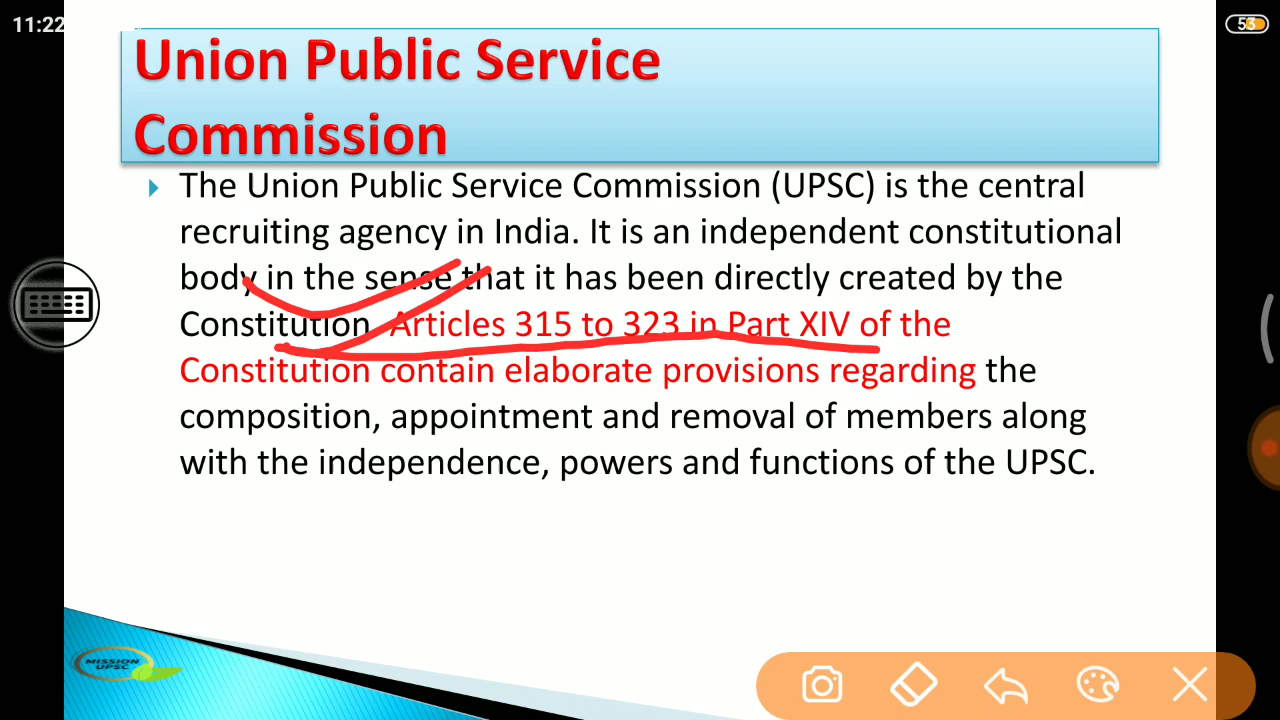 11:22
53
Union Public Service
Commission
The Union Public Service Commission (UPSC) is the central
recruiting agency in India. It is an independent constitutional
body in the sense that it has been directly created by the
Constitution. Articles 315 to 323 in Part XIV of the
Constitution contain elaborate provisions regarding the
composition, appointment and removal of members along
with the independence, powers and functions of the UPSC.
MISSION
UPSC